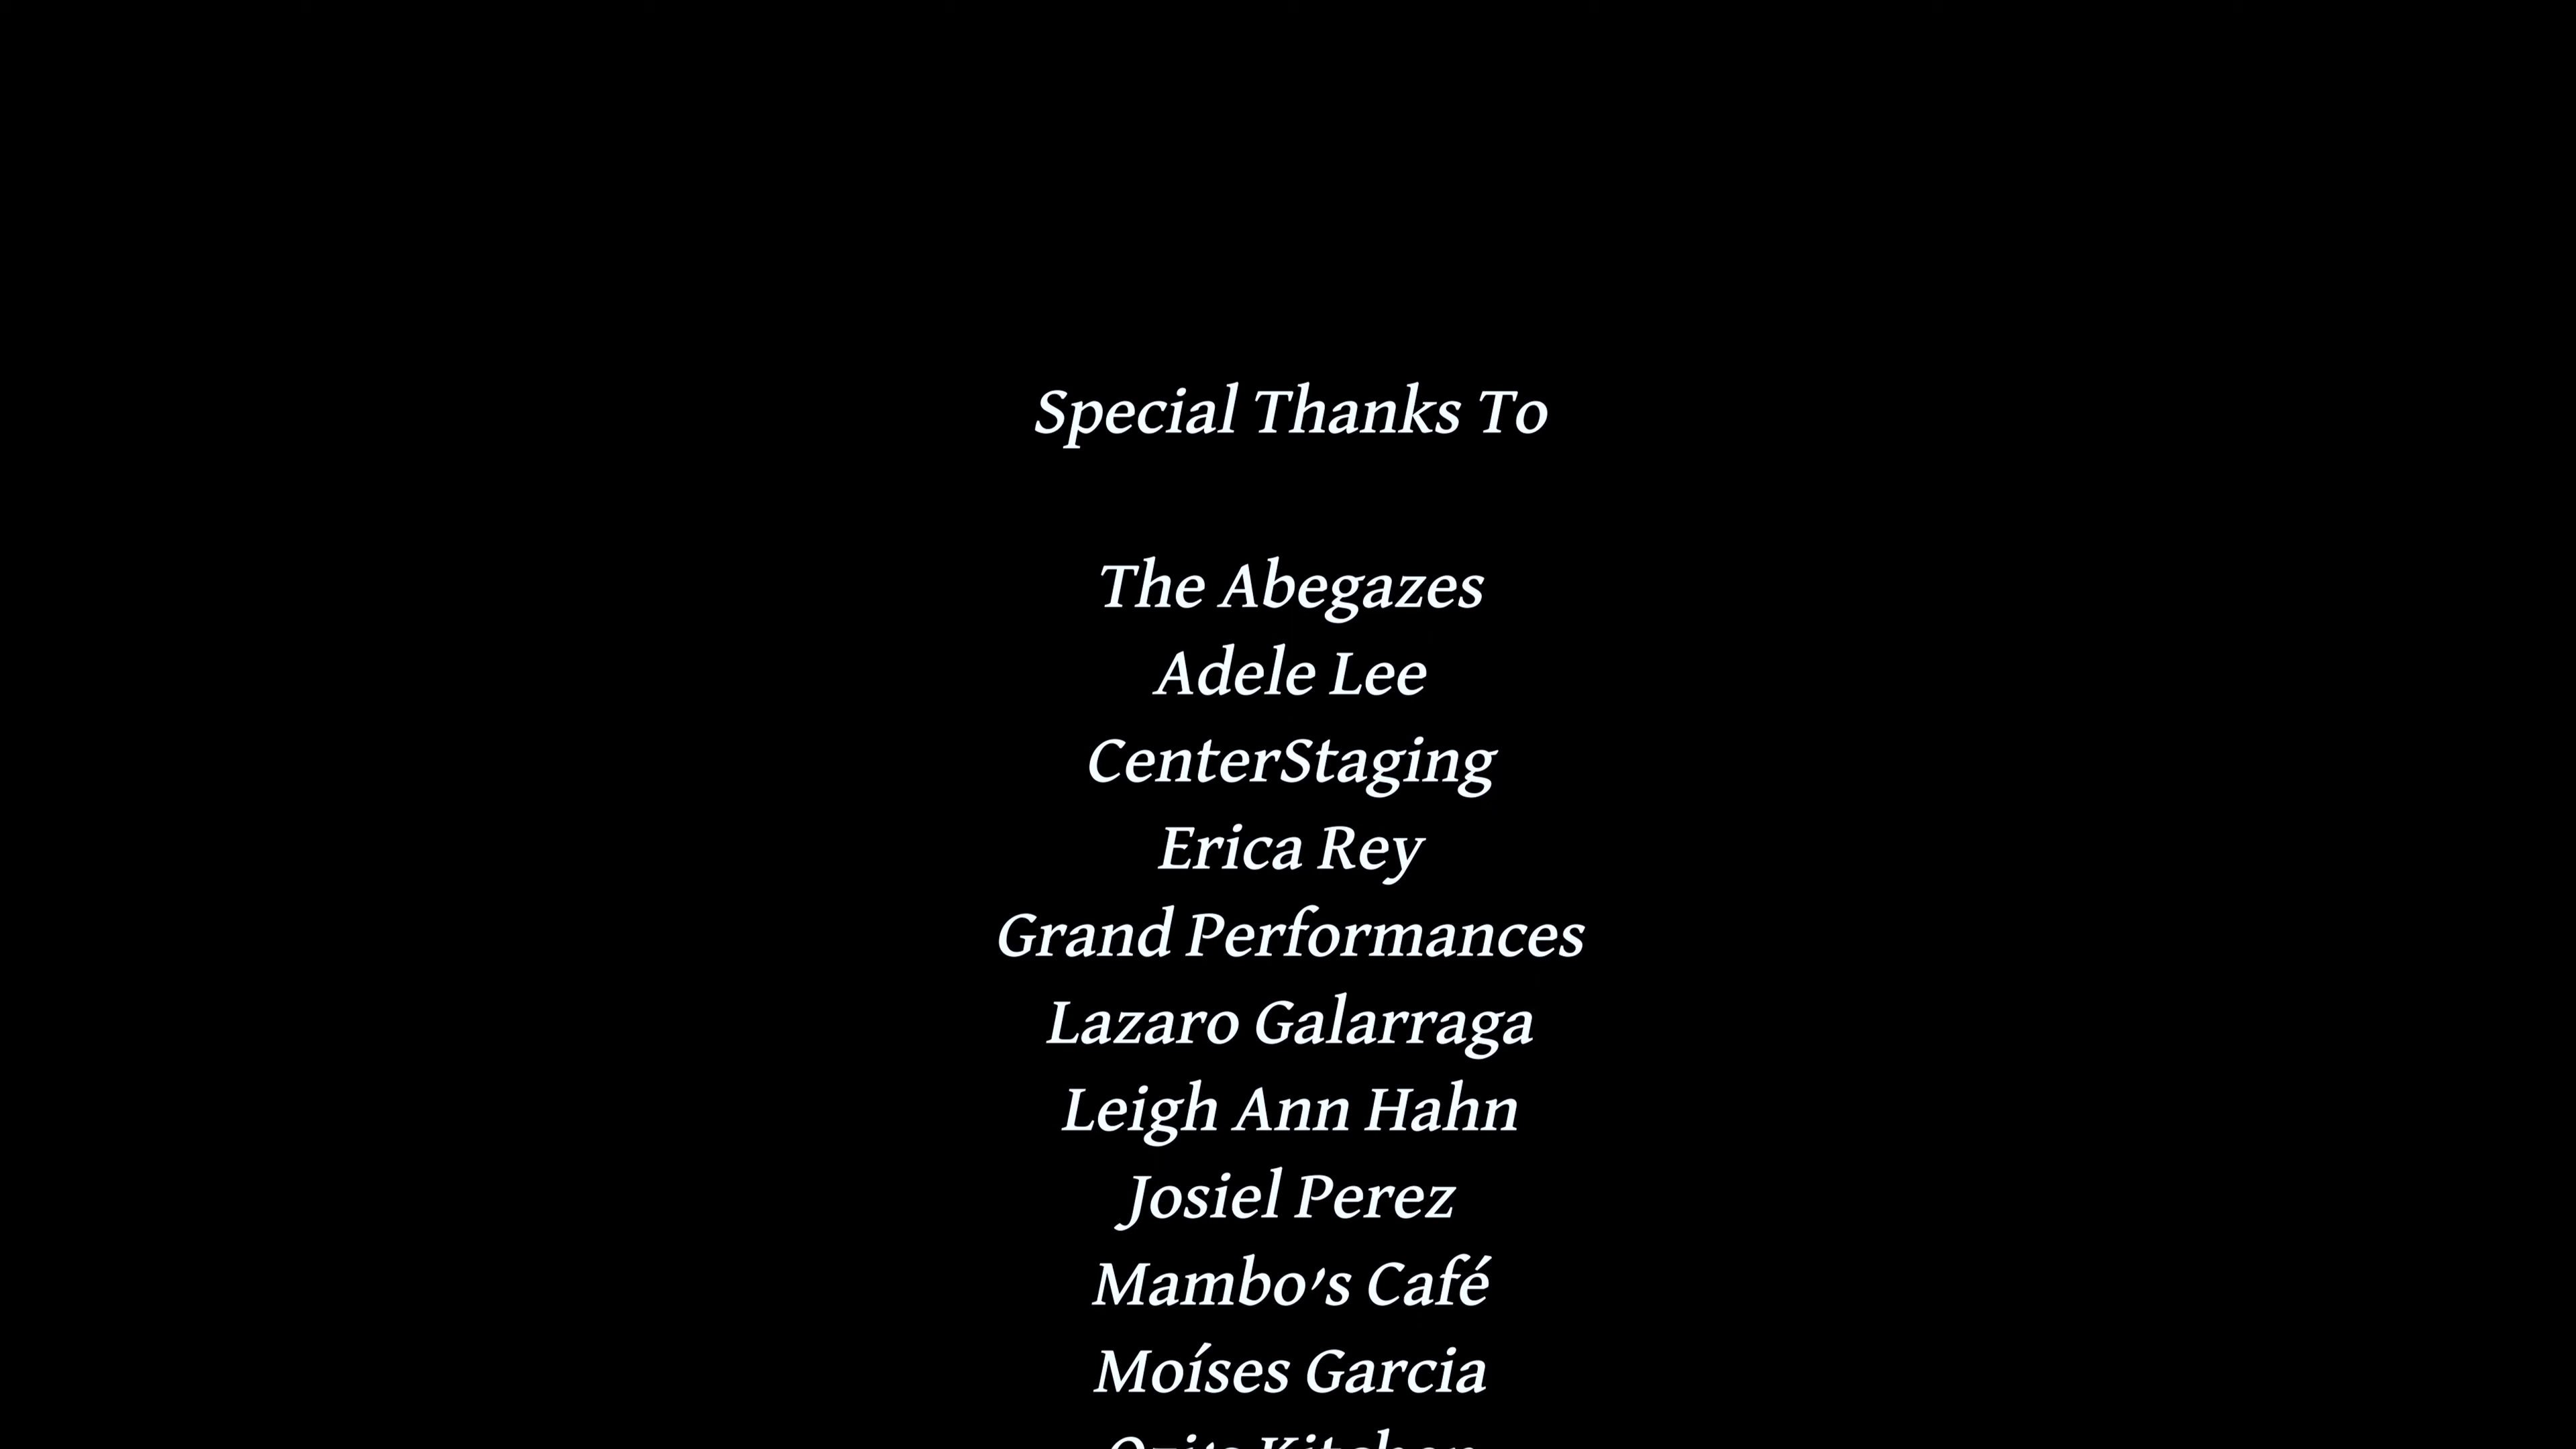 Special Thanks To
The Abegazes
Adele Lee
CenterStaging
Erica Rey
Grand Performances
Lazaro Galarraga
Leigh Ann Hahn
Josiel Perez
Mambo's Café
Moíses Garcia